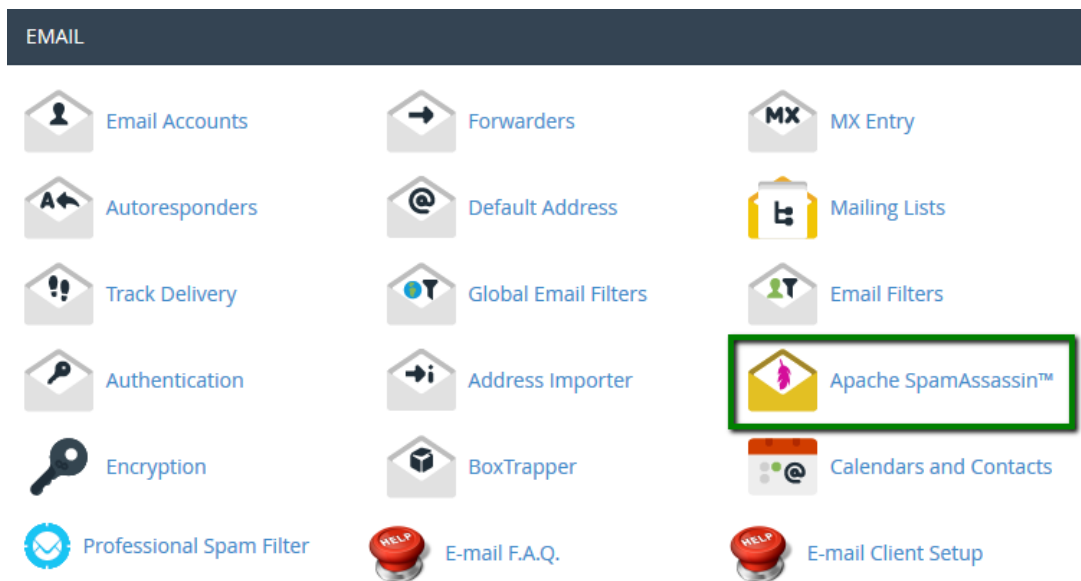 EMAIL
Email Accounts
Forwarders
MX
MX Entry
A
Autoresponders
@
Default Address
Mailing Lists
Track Delivery
Global Email Filters
Email Filters
Authentication
Address Importer
Apache SpamAssassin™
Encryption
BoxTrapper
@
Calendars and Contacts
Professional Spam Filter
HELP
E-mail F.A.Q.
HELP
E-mail Client Setup